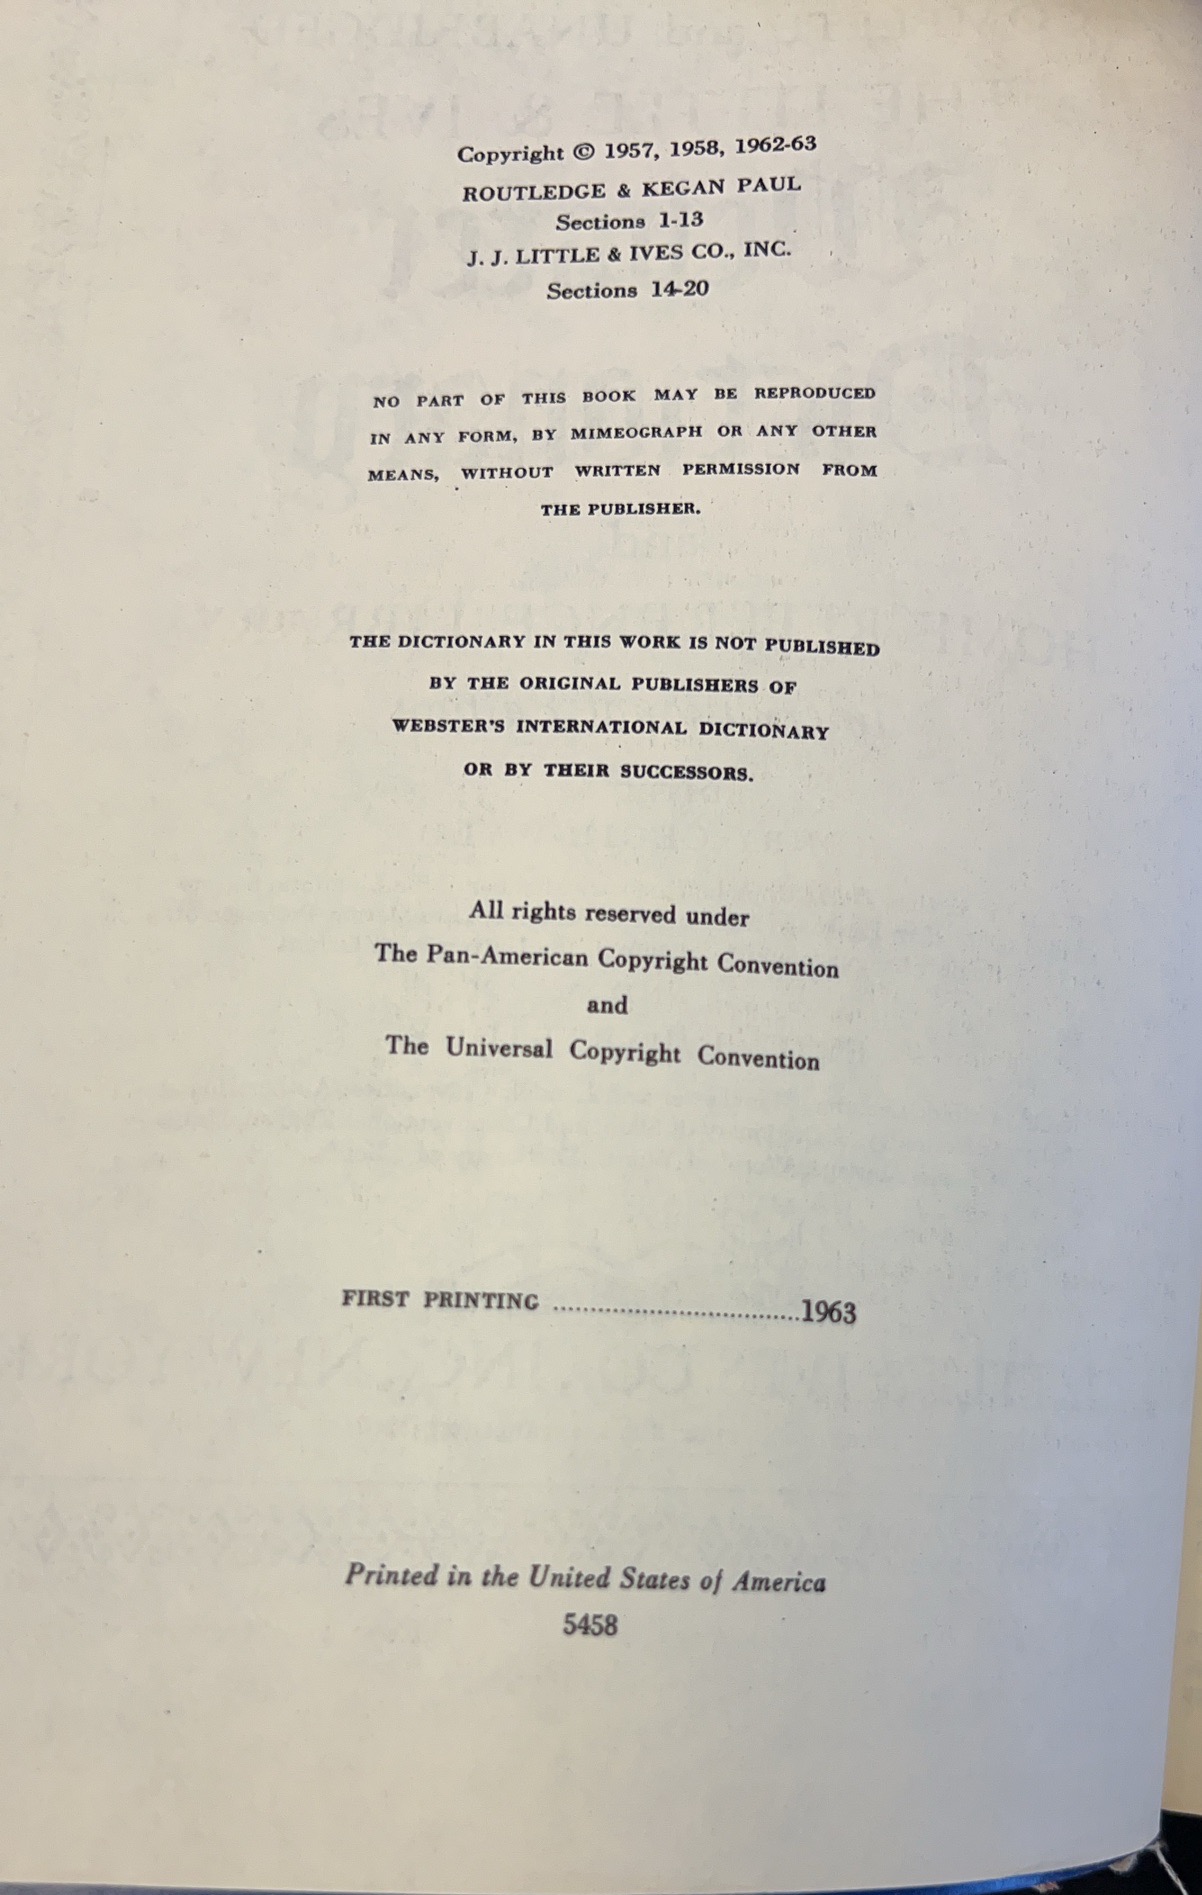 Copyright © 1957, 1958, 1962-63
ROUTLEDGE & KEGAN PAUL
Sections 1-13
J. J. LITTLE & IVES CO., INC.
Sections 14-20
NO PART OF THIS BOOK MAY BE REPRODUCED
IN ANY FORM, BY MIMEOGRAPH OR ANY OTHER
MEANS, WITHOUT WRITTEN PERMISSION FROM
THE PUBLISHER.
THE DICTIONARY IN THIS WORK IS NOT PUBLISHED
BY THE ORIGINAL PUBLISHERS OF
WEBSTER'S INTERNATIONAL DICTIONARY
OR BY THEIR SUCCESSORS.
All rights reserved under
The Pan-American Copyright Convention
and
The Universal Copyright Convention
FIRST PRINTING ..................................1963
Printed in the United States of America
5458